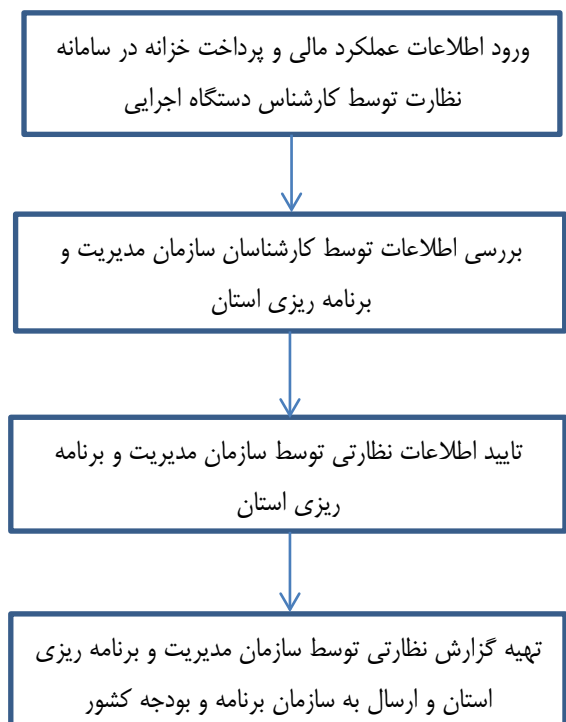 ورود اطلاعات عملکرد مالی و پرداخت خزانه در سامانه
نظارت توسط کارشناس دستگاه اجرایی
بررسی اطلاعات توسط کارشناسان سازمان مدیریت و
برنامه ریزی استان
تایید اطلاعات نظارتی توسط سازمان مدیریت و برنامه
ریزی استان
تهیه گزارش نظارتی توسط سازمان مدیریت و برنامه ریزی
استان و ارسال به سازمان برنامه و بودجه کشور